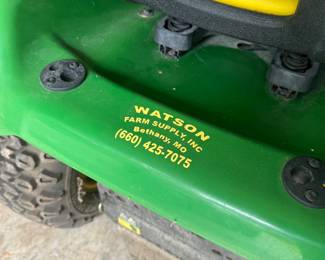 WATSON
FARM SUPPLY, INC
Bethany, MO
(660) 425-7075